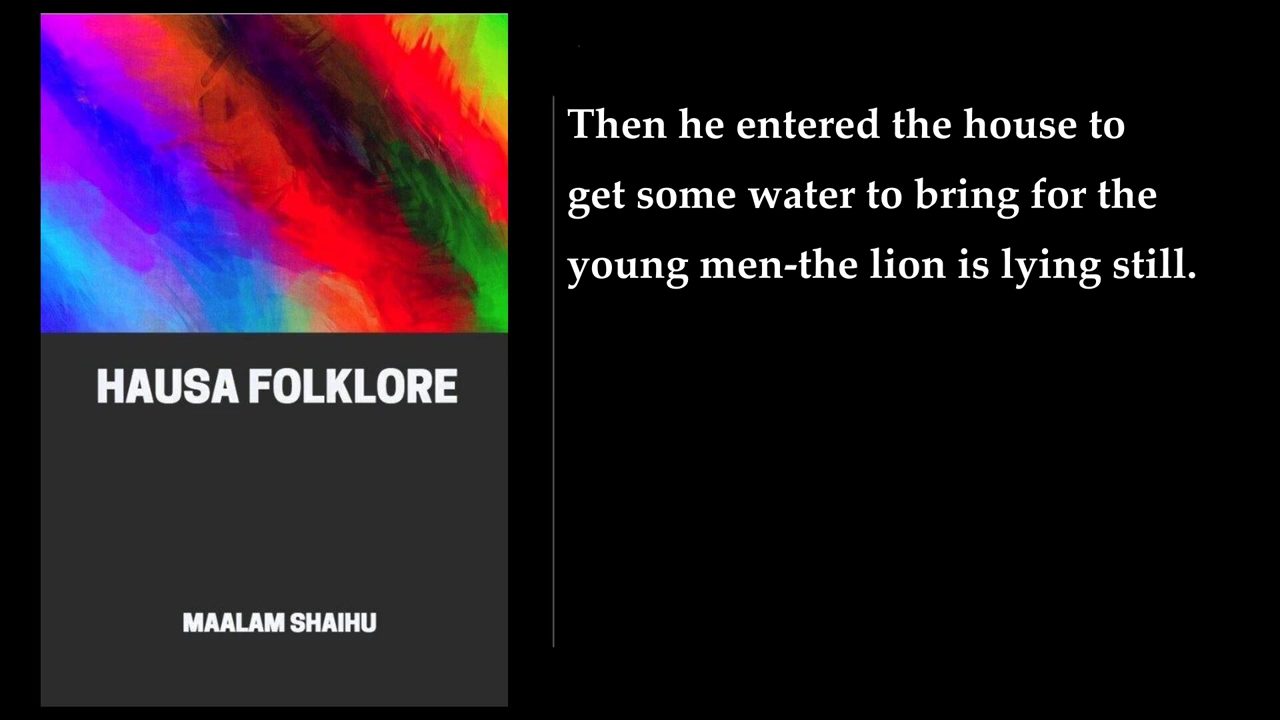 HAUSA FOLKLORE
MAALAM SHAIHU
Then he entered the house to
get some water to bring for the
young men-the lion is lying still.